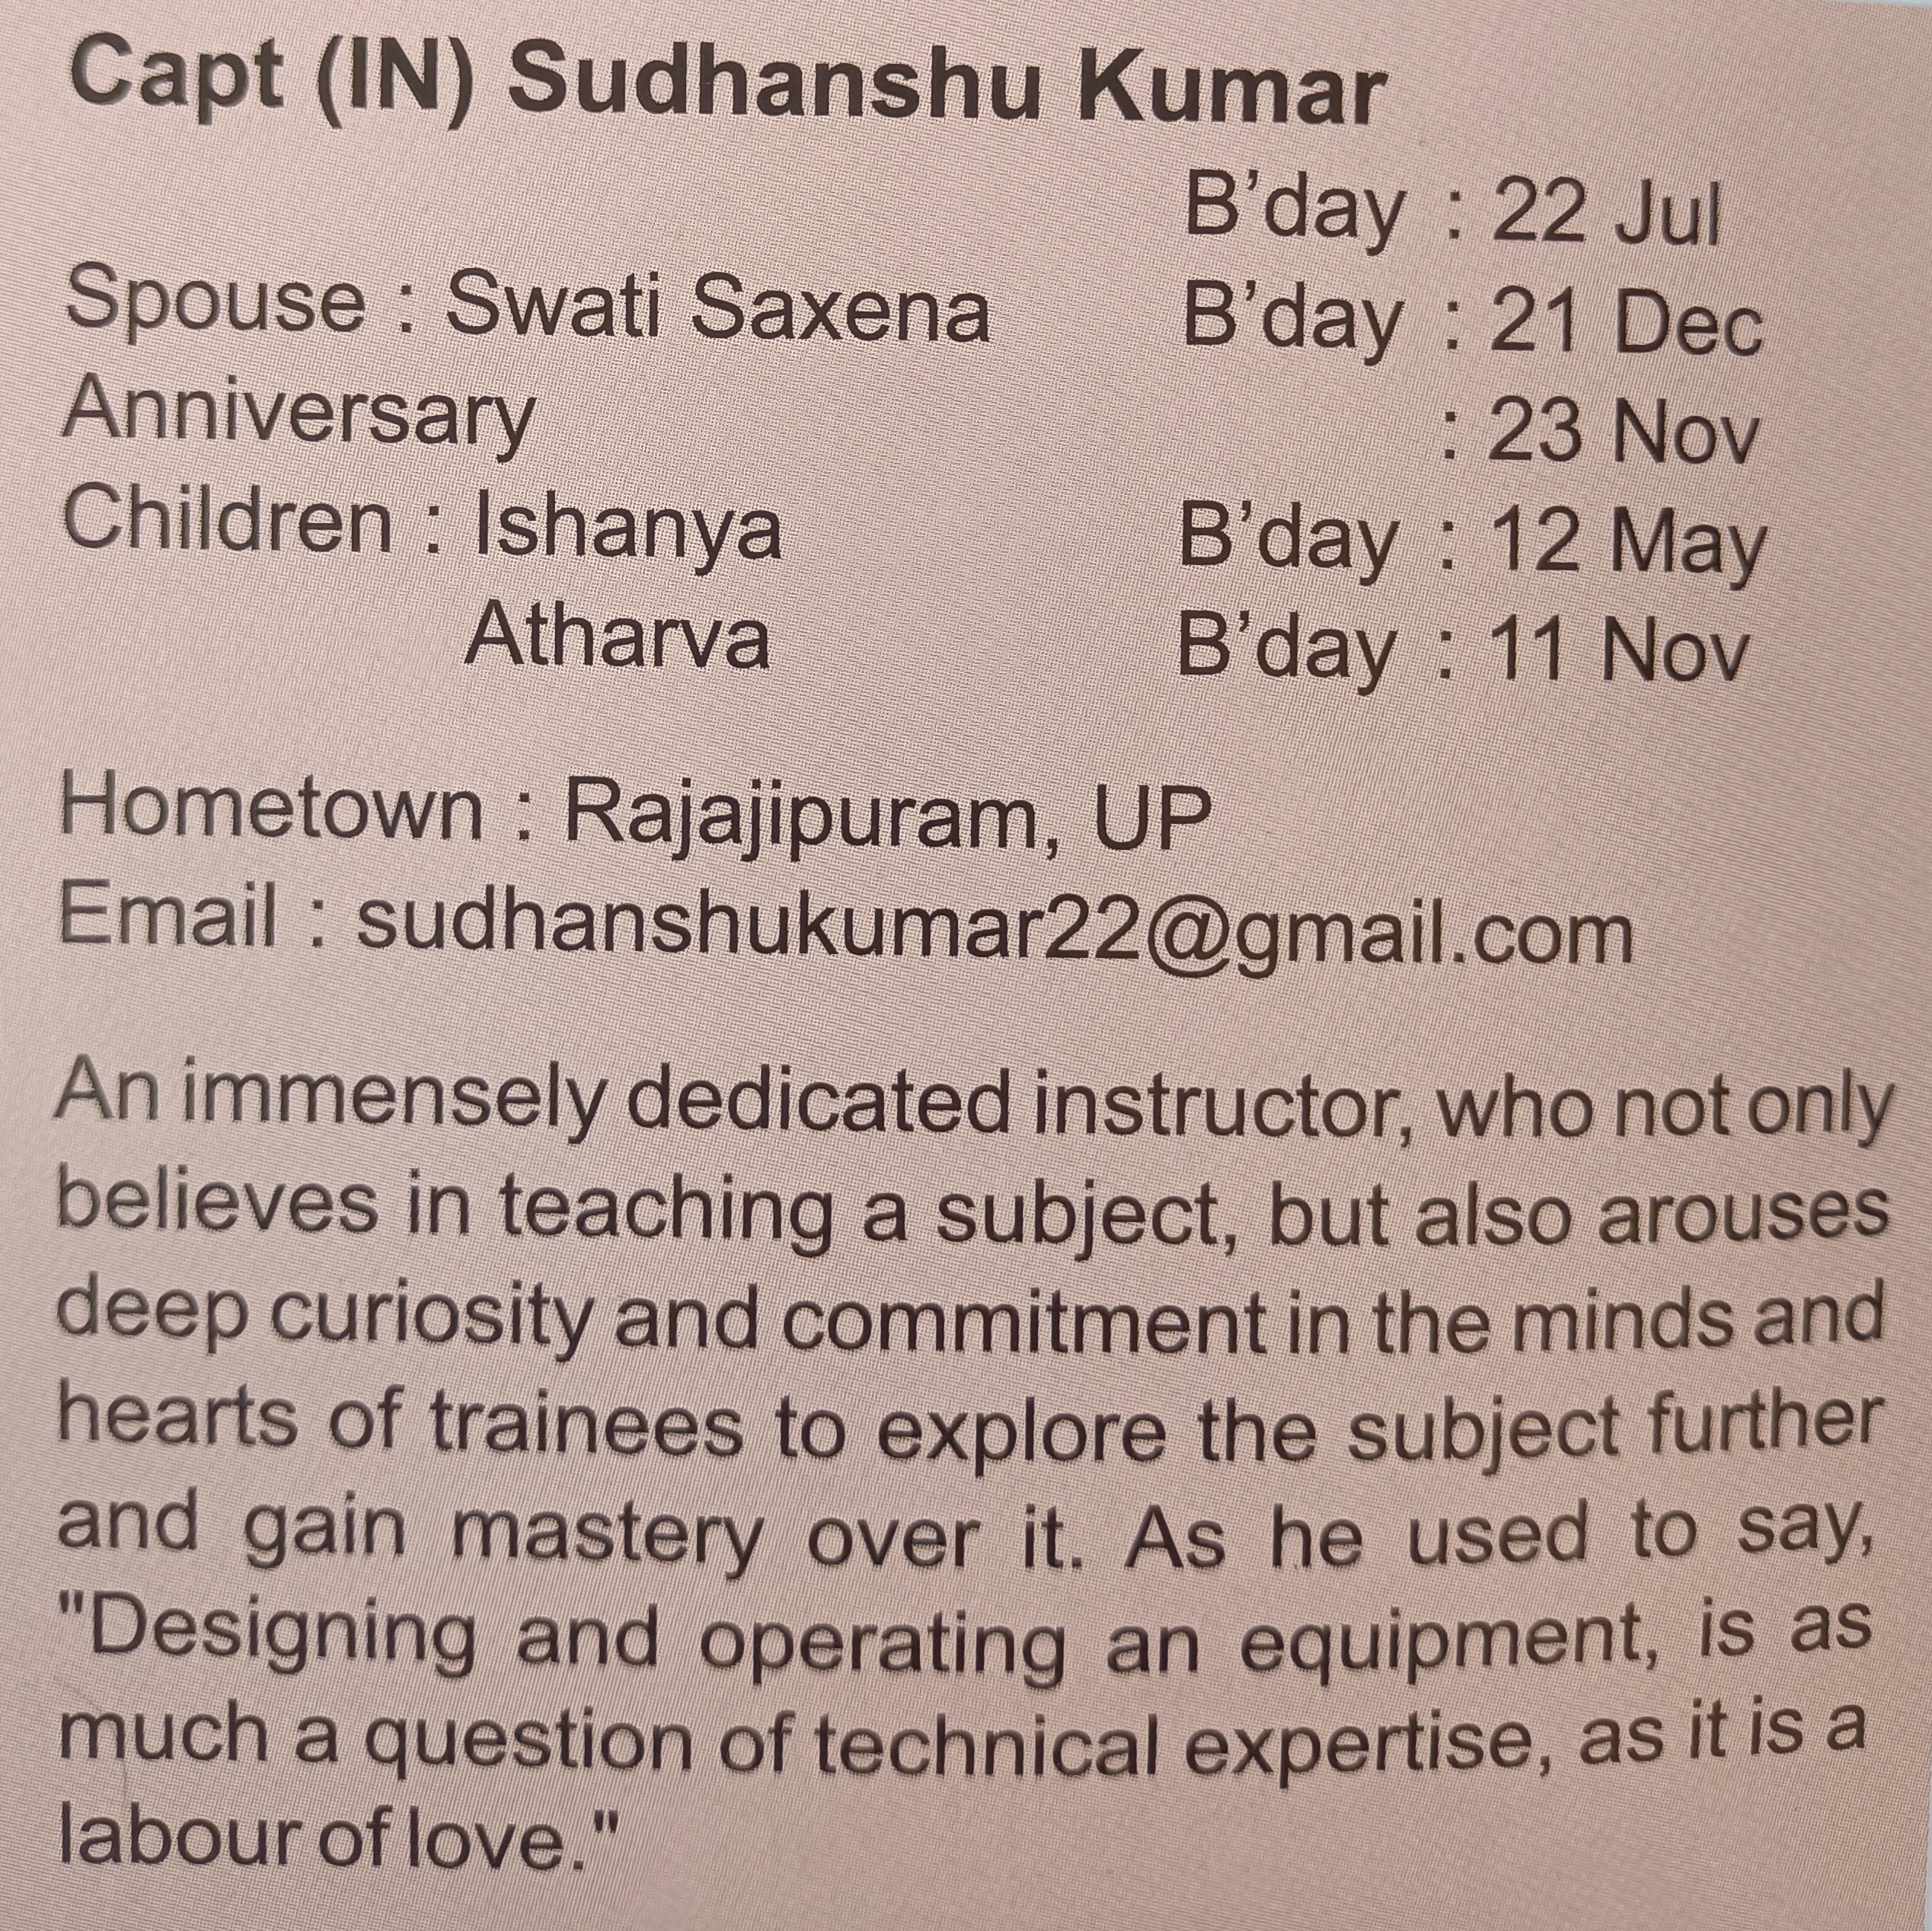 Capt (IN) Sudhanshu Kumar
B’day : 22 Jul
Spouse : Swati Saxena B’day : 21 Dec
Anniversary : 23 Nov
Children : Ishanya B’day : 12 May
Atharva B’day : 11 Nov
Hometown : Rajajipuram, UP
Email : sudhanshukumar22@gmail.com
An immensely dedicated instructor, who not only
believes in teaching a subject, but also arouses
deep curiosity and commitment in the minds and
hearts of trainees to explore the subject further
and gain mastery over it. As he used to say,
"Designing and operating an equipment, is as
much a question of technical expertise, as it is a
labour of love."